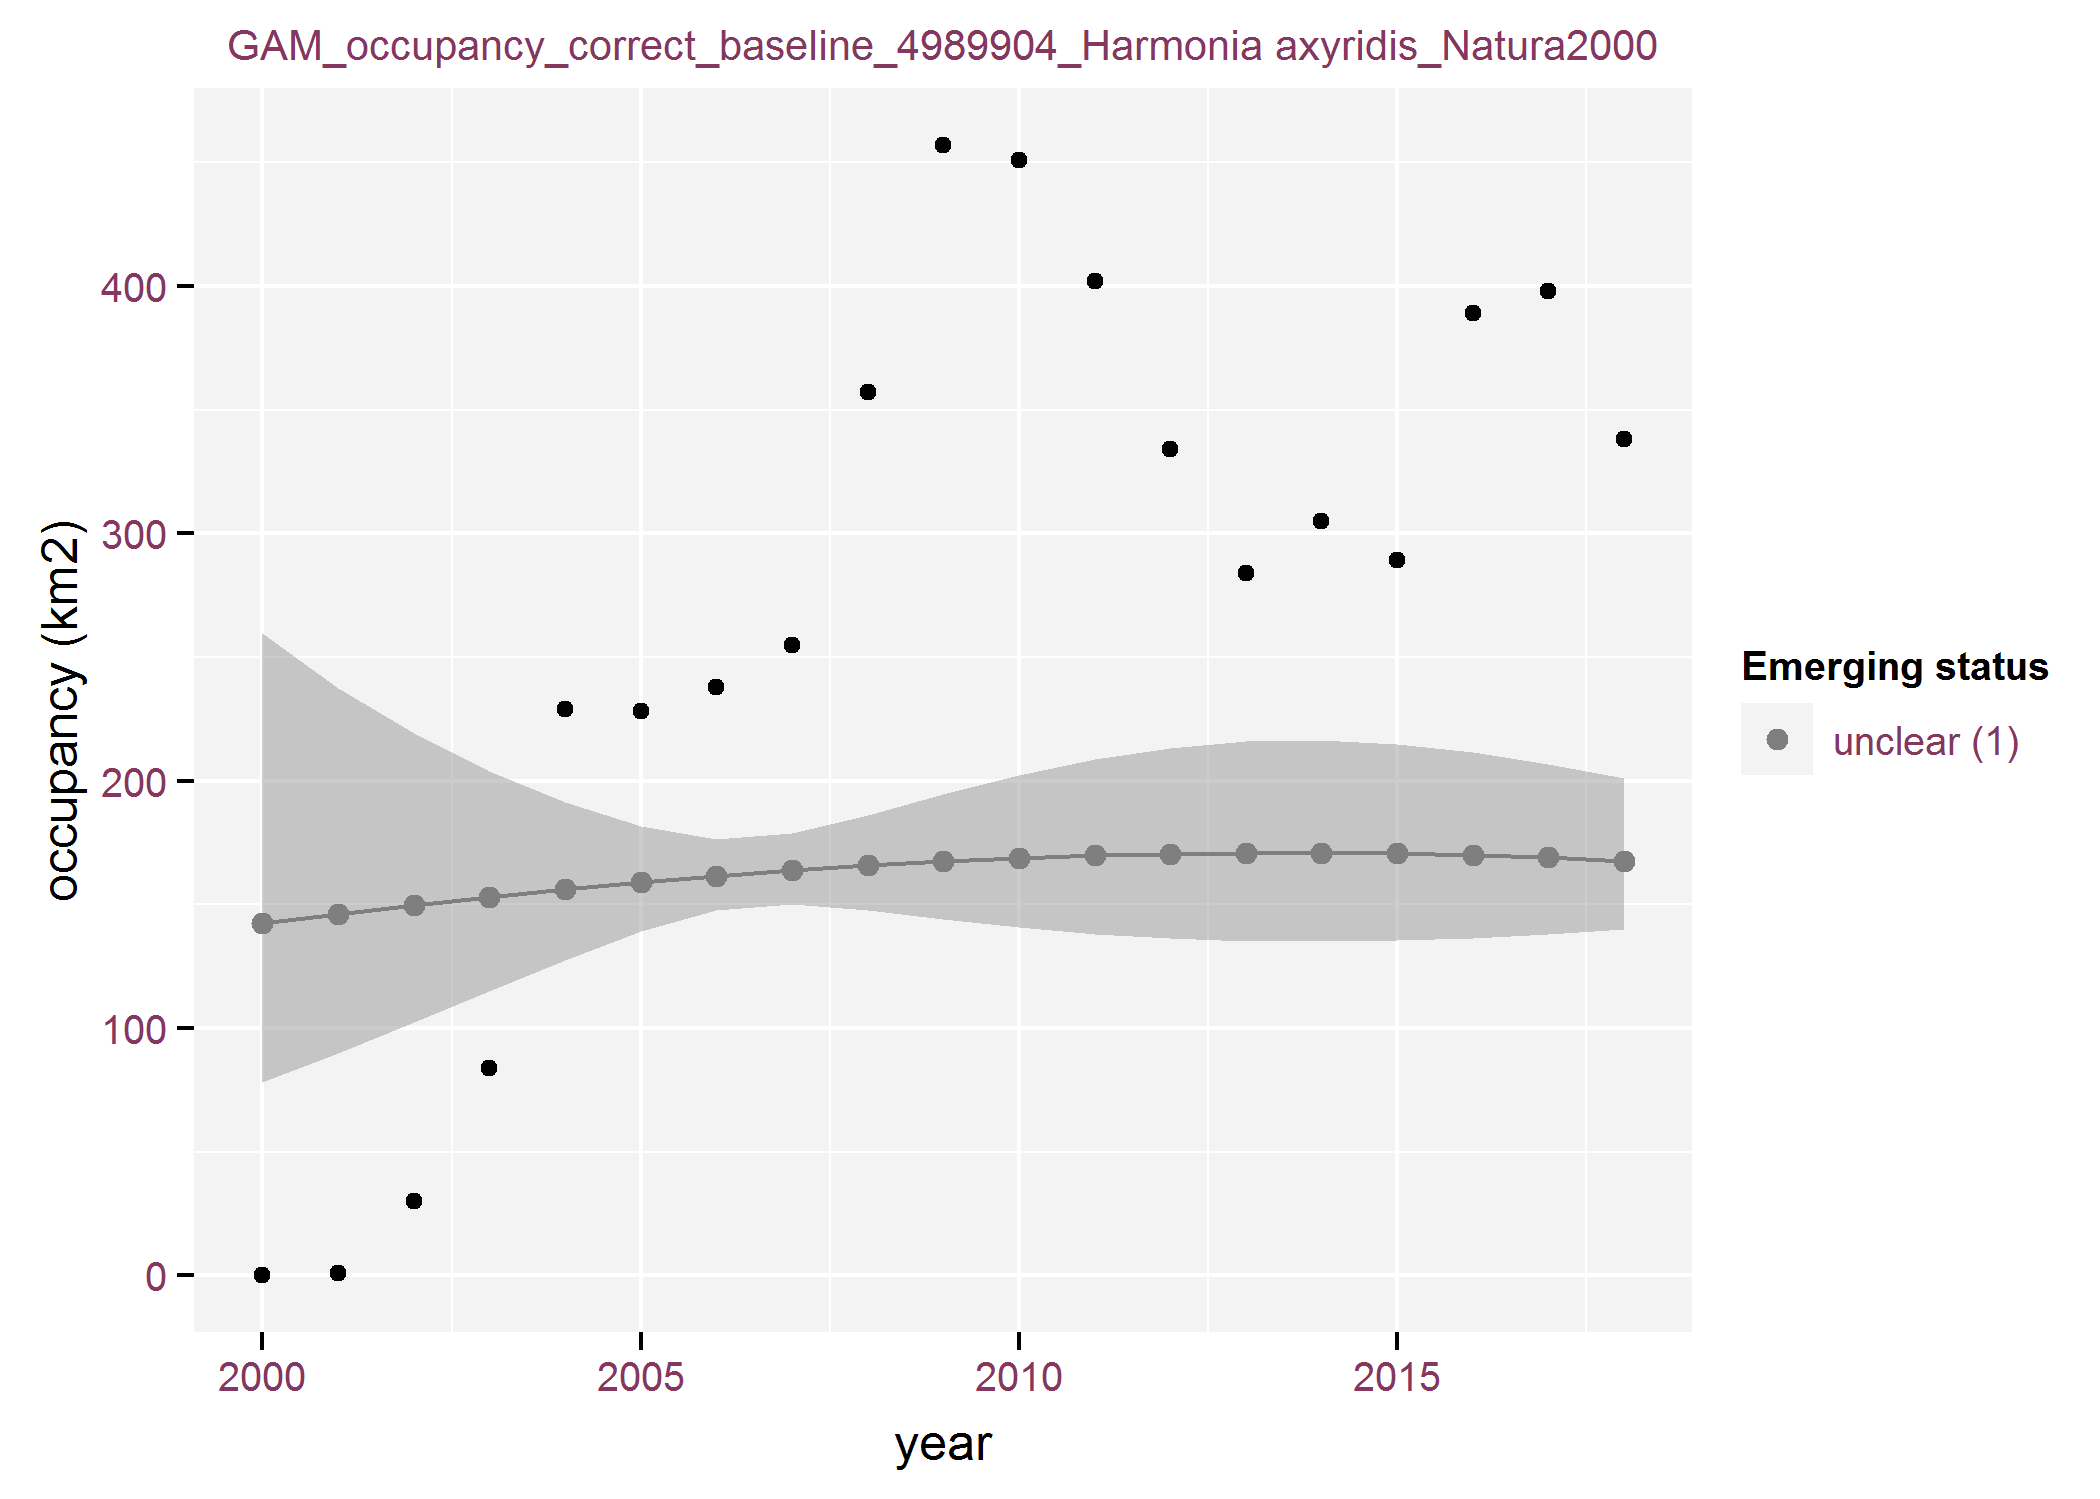 GAM_occupancy_correct_baseline_4989904_Harmonia axyridis_Natura2000
occupancy (km2)
400
300
200
100
0
2000
2005
2010
2015
year
Emerging status
unclear (1)